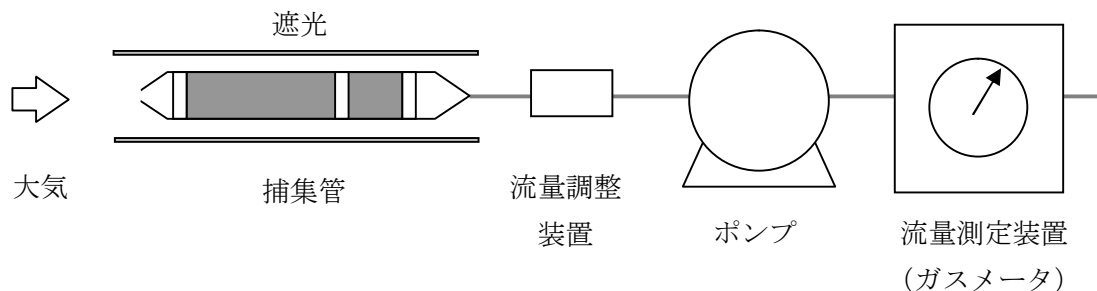 遮光
大気
捕集管
流量調整
装置
ポンプ
流量測定装置
（ガスメータ）